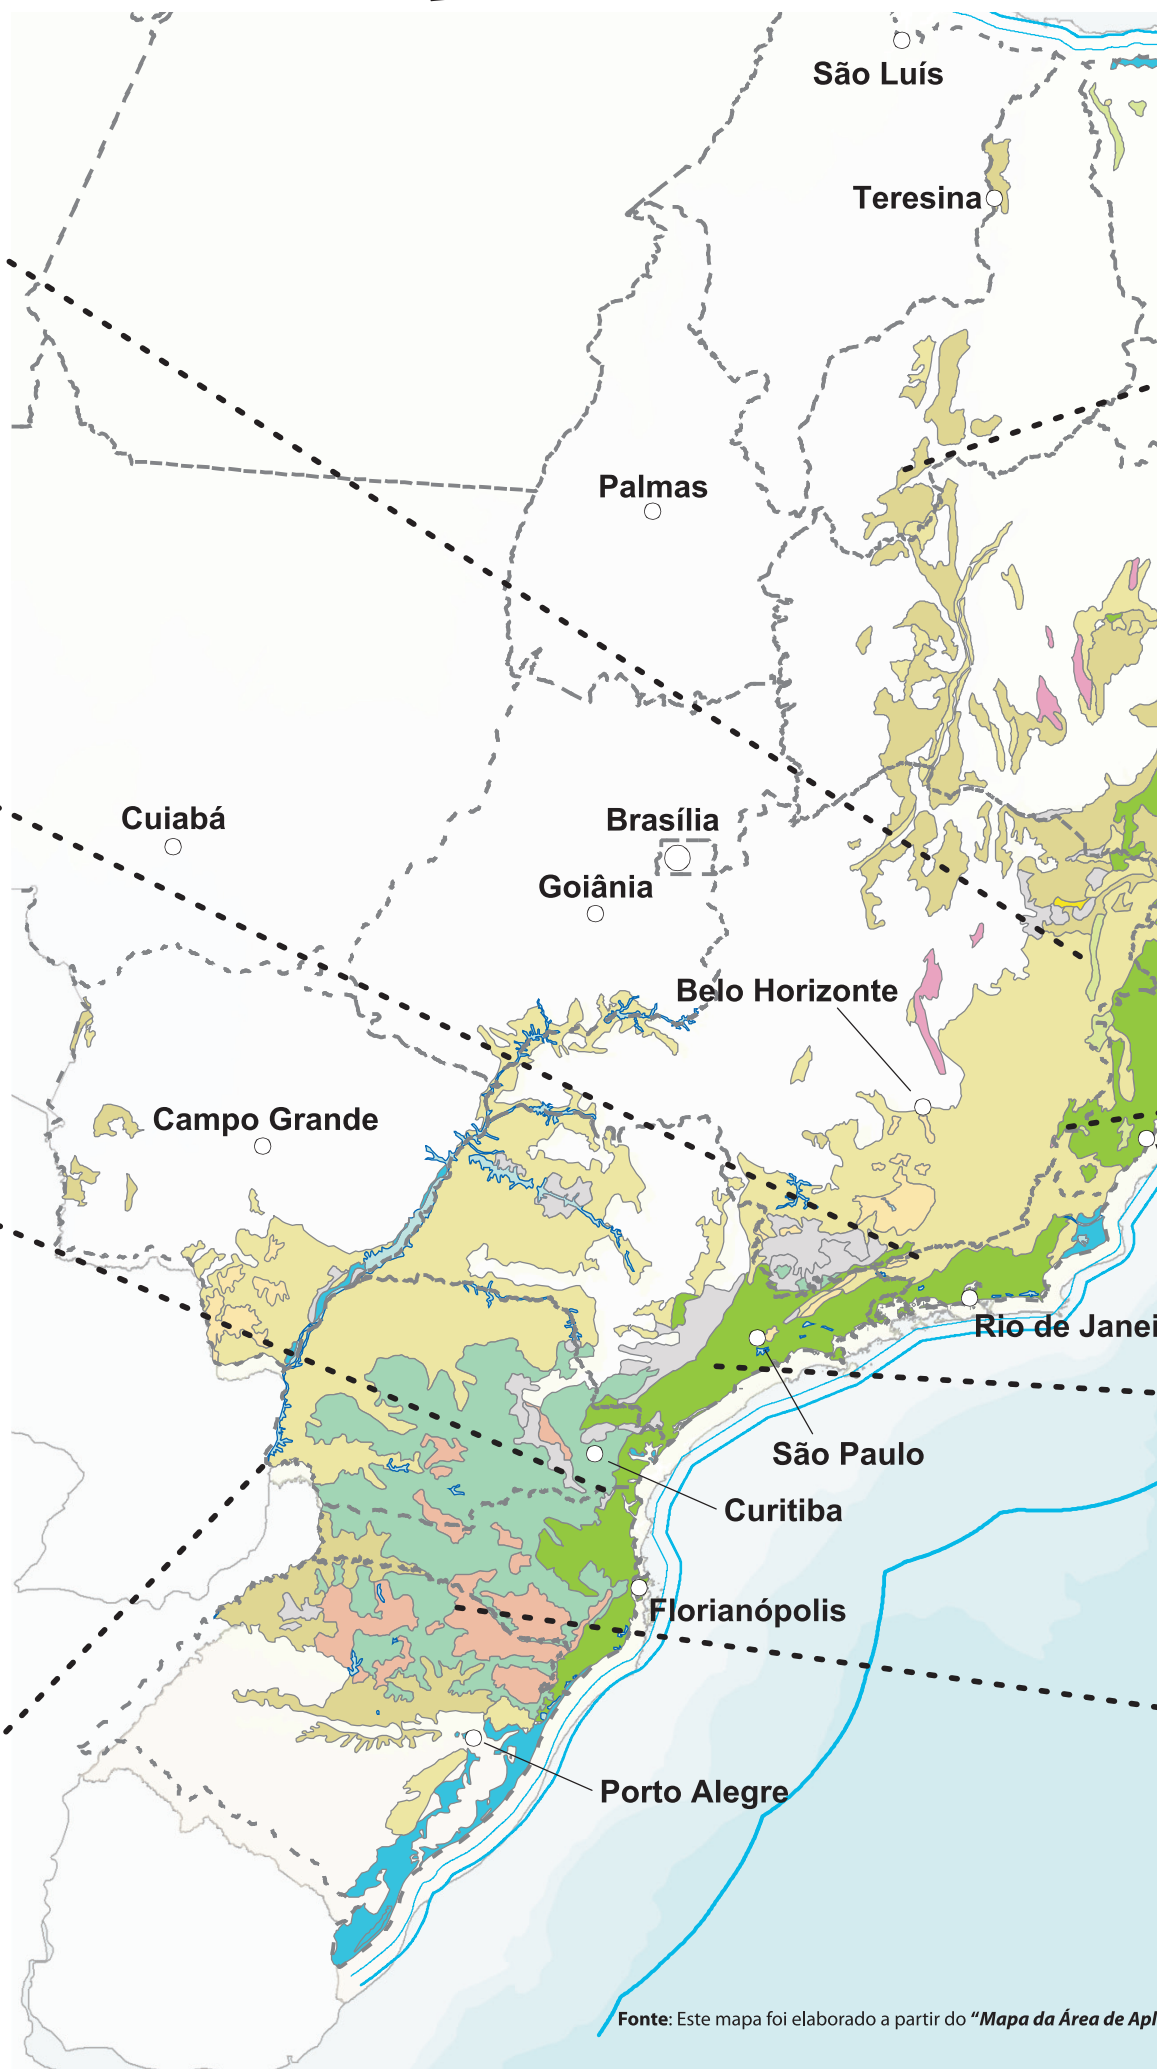 São Luís
Teresina
Palmas
Cuiabá
Brasília
Goiânia
Belo Horizonte
Campo Grande
Rio de Janei
São Paulo
Curitiba
Florianópolis
Porto Alegre
Fonte: Este mapa foi elaborado a partir do “Mapa da Área de Apl